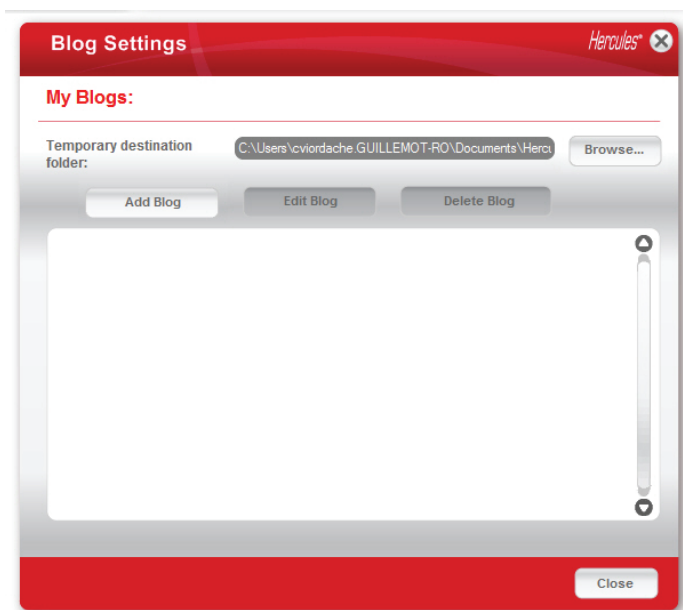 Blog Settings
Hercules®
My Blogs:
Temporary destination
folder:
C:\Users\cviordache.GUILLEMOT-RO\Documents\Hercu
Browse...
Add Blog
Edit Blog
Delete Blog
Close